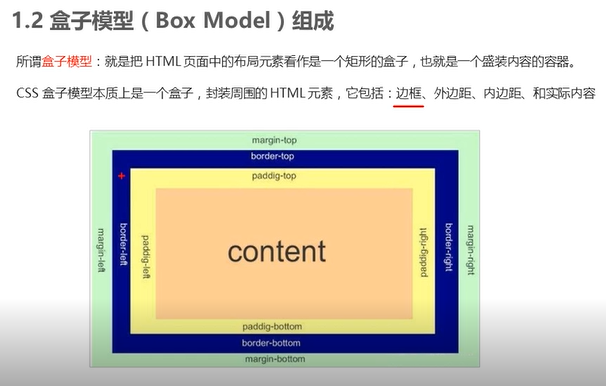 1.2 盒子模型（Box Model）组成
所谓盒子模型：就是把 HTML 页面中的布局元素看作是一个矩形的盒子，也就是一个盛装内容的容器。
CSS 盒子模型本质上是一个盒子，封装周围的 HTML 元素，它包括：边框、外边距、内边距、和实际内容
margin-top
border-top
paddig-top
margin-left
border-left
paddig-left
content
paddig-right
border-right
margin-right
paddig-bottom
border-bottom
margin-bottom